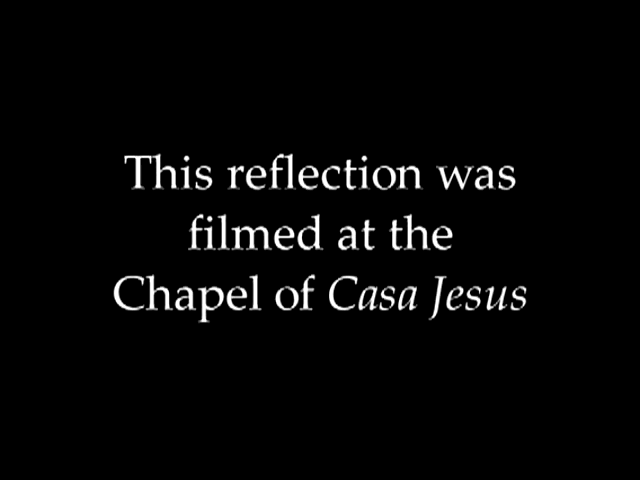 This reflection was
filmed at the
Chapel of Casa Jesus